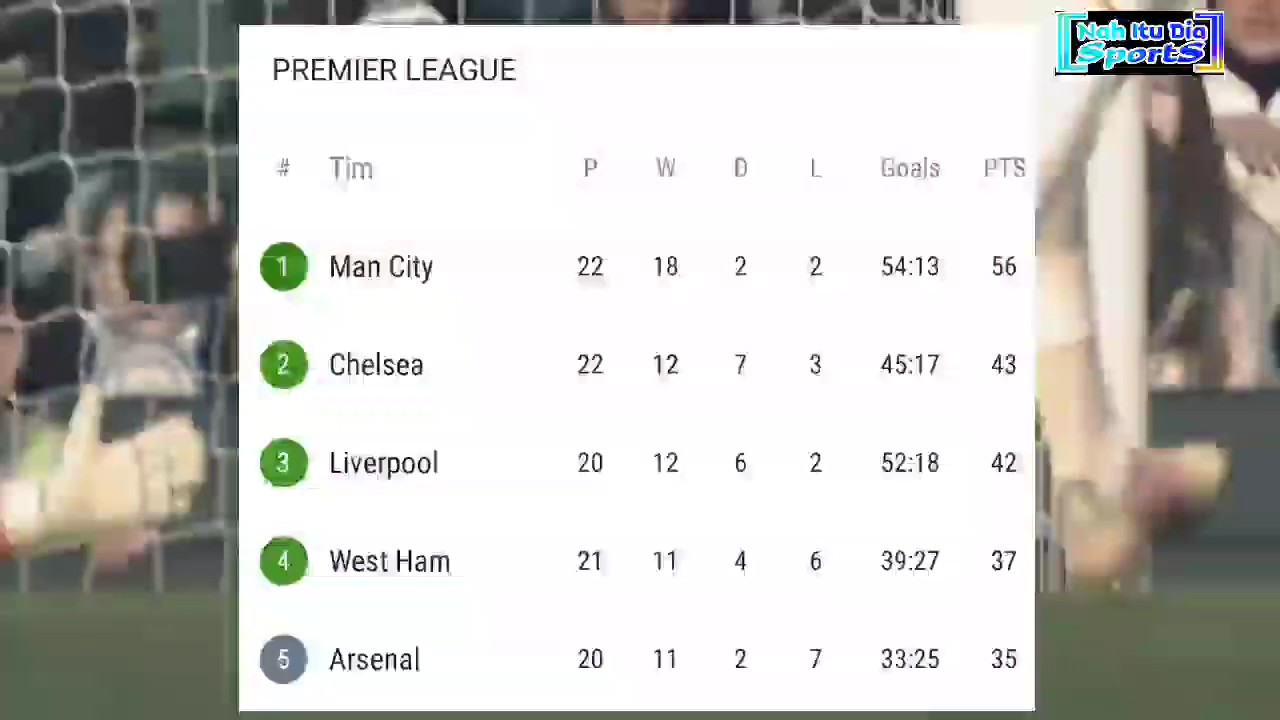 Nah Itu Dia
Sports
PREMIER LEAGUE
# Tim P W D L Goals PTS
1 Man City 22 18 2 2 54:13 56
2 Chelsea 22 12 7 3 45:17 43
3 Liverpool 20 12 6 2 52:18 42
4 West Ham 21 11 4 6 39:27 37
5 Arsenal 20 11 2 7 33:25 35